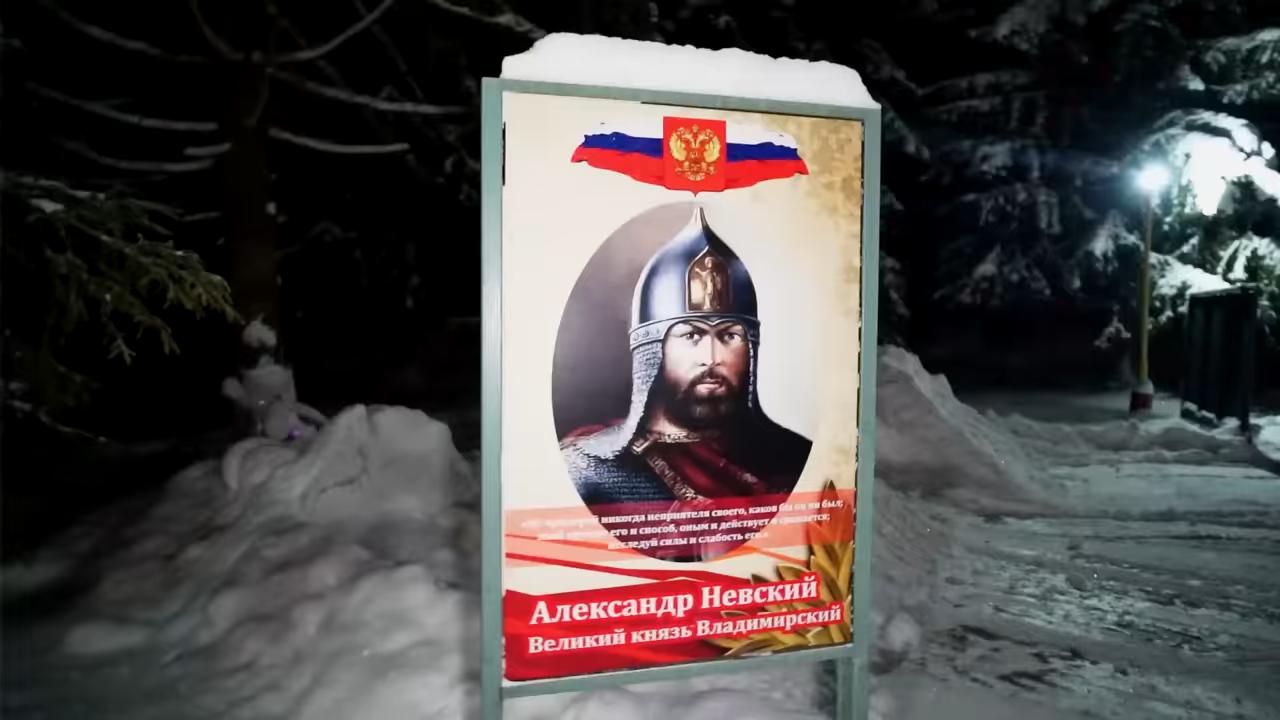 никогда неприятеля своего, каков бы он ни был;
его и способ, оным и действует и сражается;
исследуй силы и слабость его.»
Александр Невский
Великий князь Владимирский